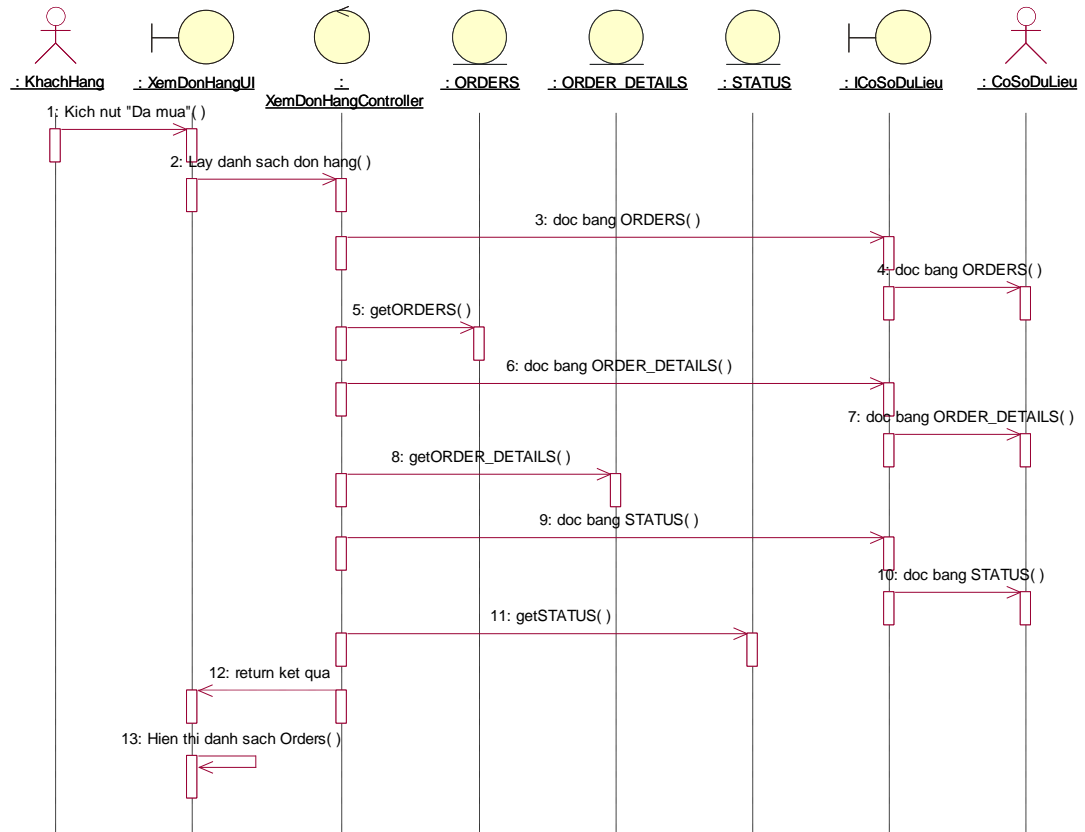 : KhachHang
: XemDonHangUI
:
XemDonHangController
: ORDERS
: ORDER_DETAILS
: STATUS
: ICoSoDuLieu
: CoSoDuLieu
1: Kich nut "Da mua"( )
2: Lay danh sach don hang( )
3: doc bang ORDERS( )
4: doc bang ORDERS( )
5: getORDERS( )
6: doc bang ORDER_DETAILS( )
7: doc bang ORDER_DETAILS( )
8: getORDER_DETAILS( )
9: doc bang STATUS( )
10: doc bang STATUS( )
11: getSTATUS( )
12: return ket qua
13: Hien thi danh sach Orders( )